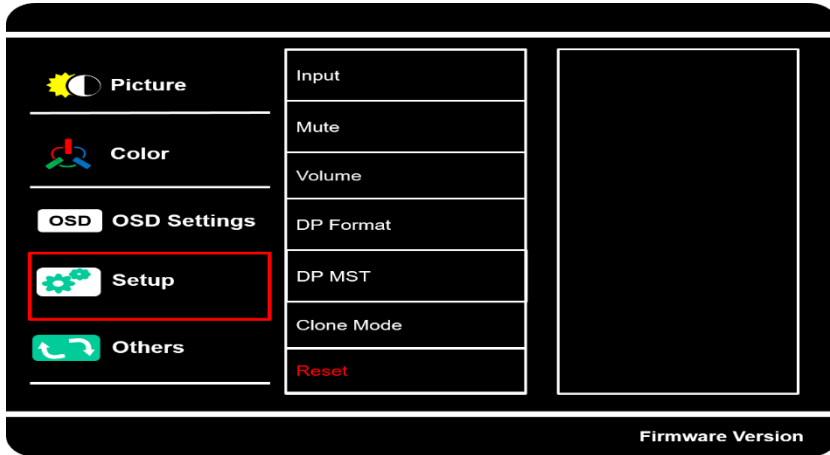 Picture
Color
OSD OSD Settings
Setup
Others
Input
Mute
Volume
DP Format
DP MST
Clone Mode
Reset
Firmware Version